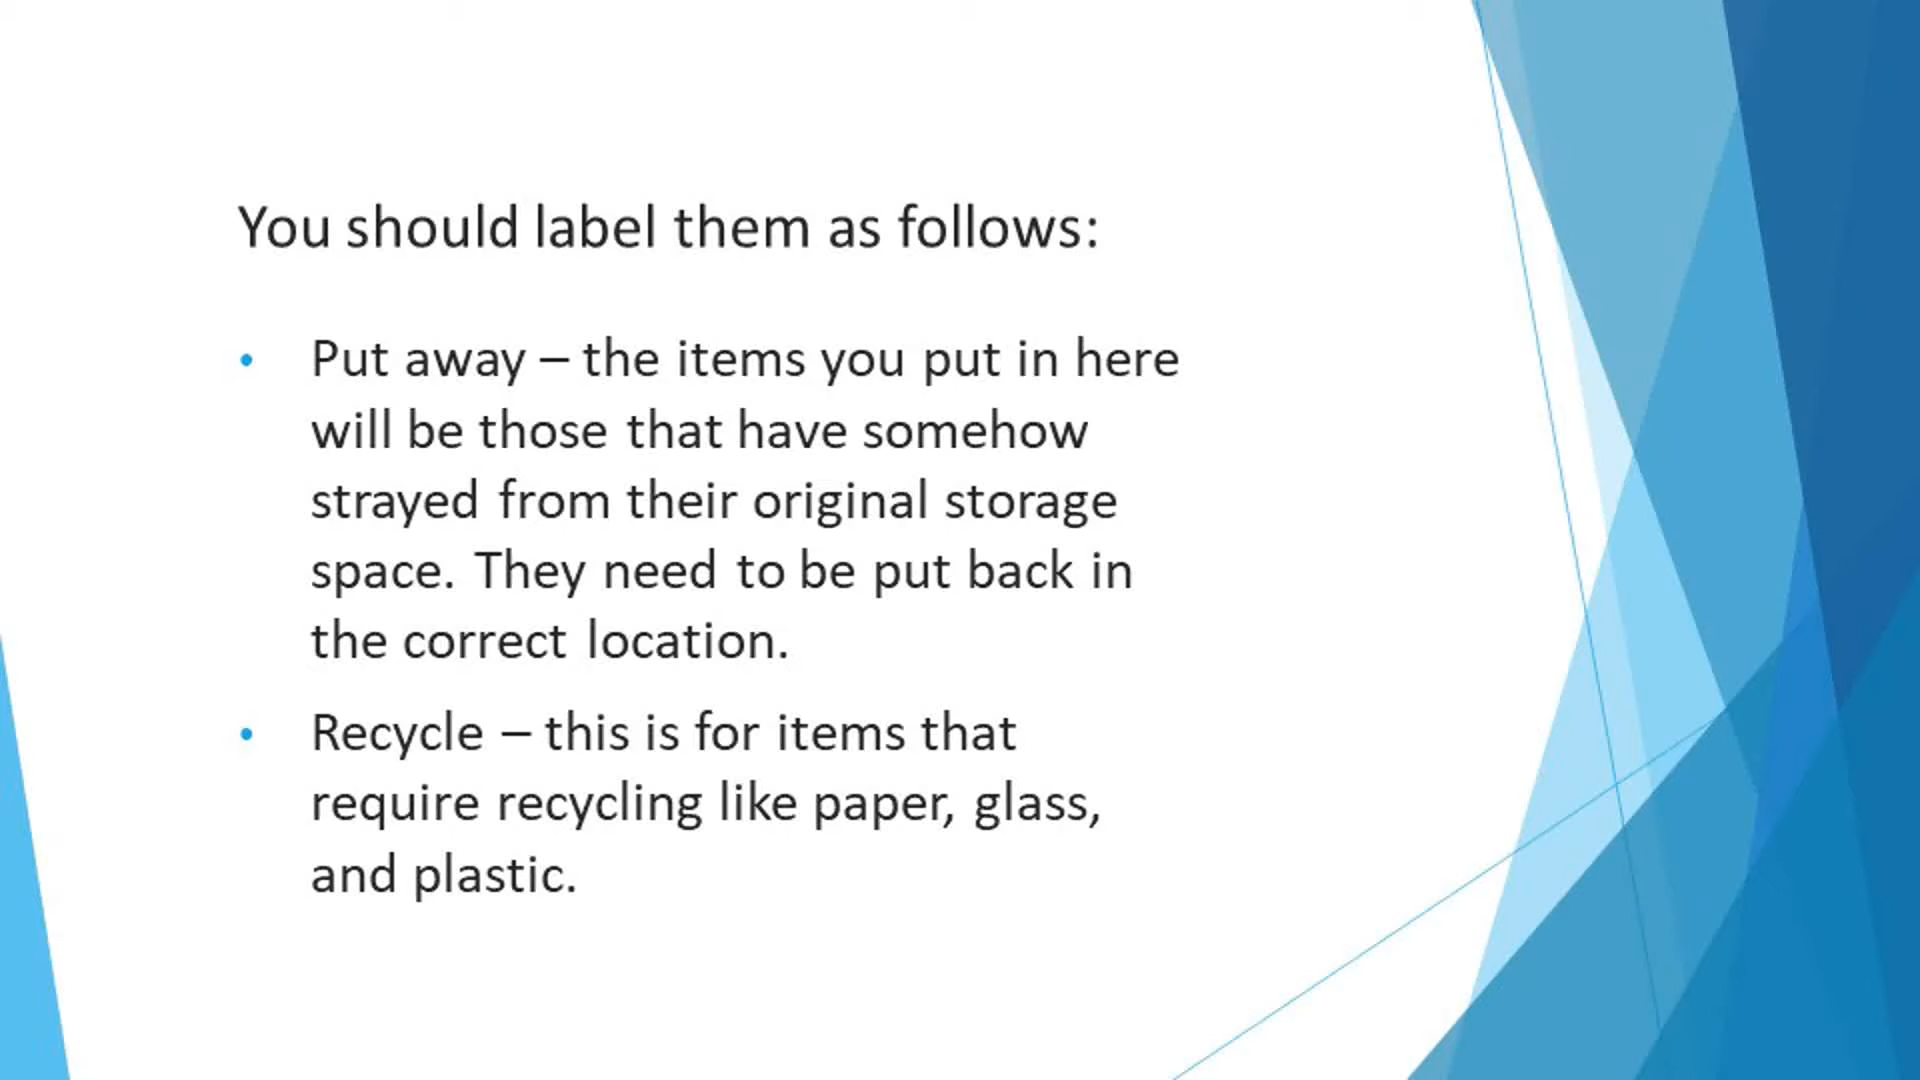 You should label them as follows:
• Put away – the items you put in here
will be those that have somehow
strayed from their original storage
space. They need to be put back in
the correct location.
• Recycle – this is for items that
require recycling like paper, glass,
and plastic.